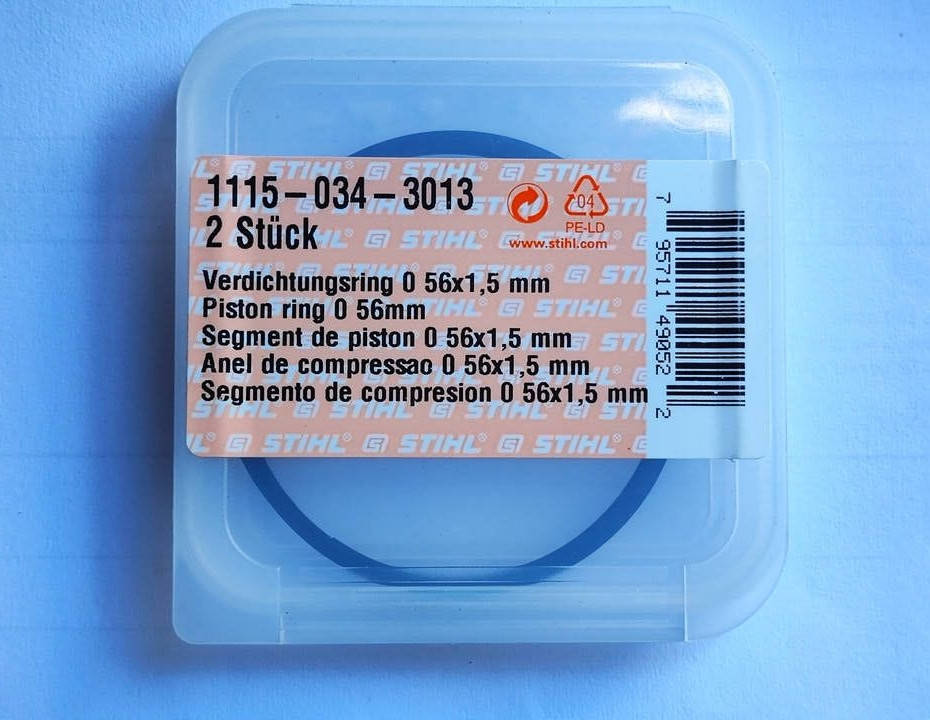 1115-034-3013
2 Stück
04
PE-LD
www.stihl.com
Verdichtungsring 0 56x1,5 mm
Piston ring 0 56mm
Segment de piston 0 56x1,5 mm
Anel de compressao 0 56x1,5 mm
Segmento de compresion 0 56x1,5 mm
7 95711 49052 2
STIHL®